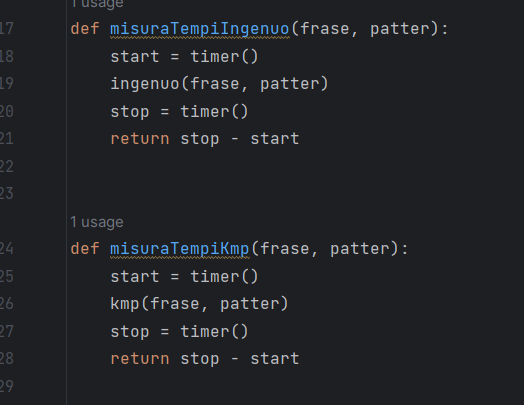 1 usage
17 def misuraTempiIngenuo(frase, patter):
18     start = timer()
19     ingenuo(frase, patter)
20     stop = timer()
21     return stop - start
22
23
1 usage
24 def misuraTempiKmp(frase, patter):
25     start = timer()
26     kmp(frase, patter)
27     stop = timer()
28     return stop - start
29